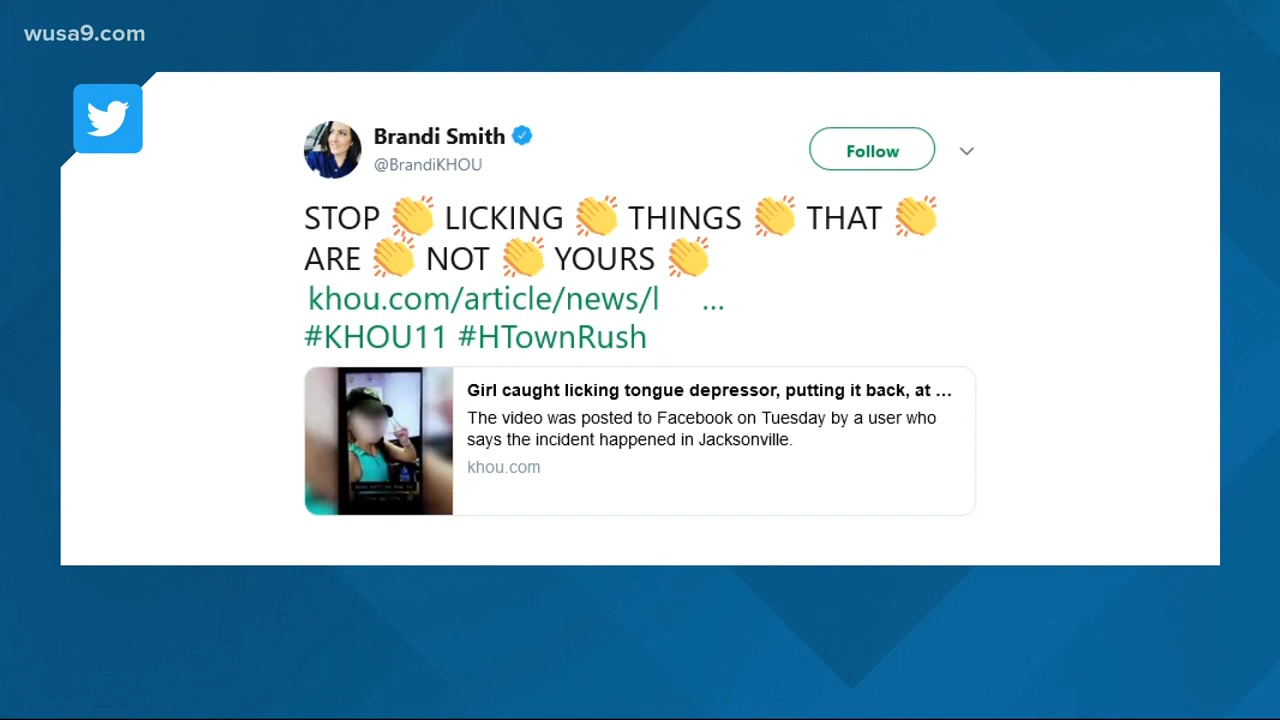 wusa9.com
Brandi Smith
@BrandiKHOU
Follow
STOP 👏 LICKING 👏 THINGS 👏 THAT 👏
ARE 👏 NOT 👏 YOURS 👏
khou.com/article/news/l ...
#KHOU11 #HTownRush
Girl caught licking tongue depressor, putting it back, at ...
The video was posted to Facebook on Tuesday by a user who
says the incident happened in Jacksonville.
khou.com